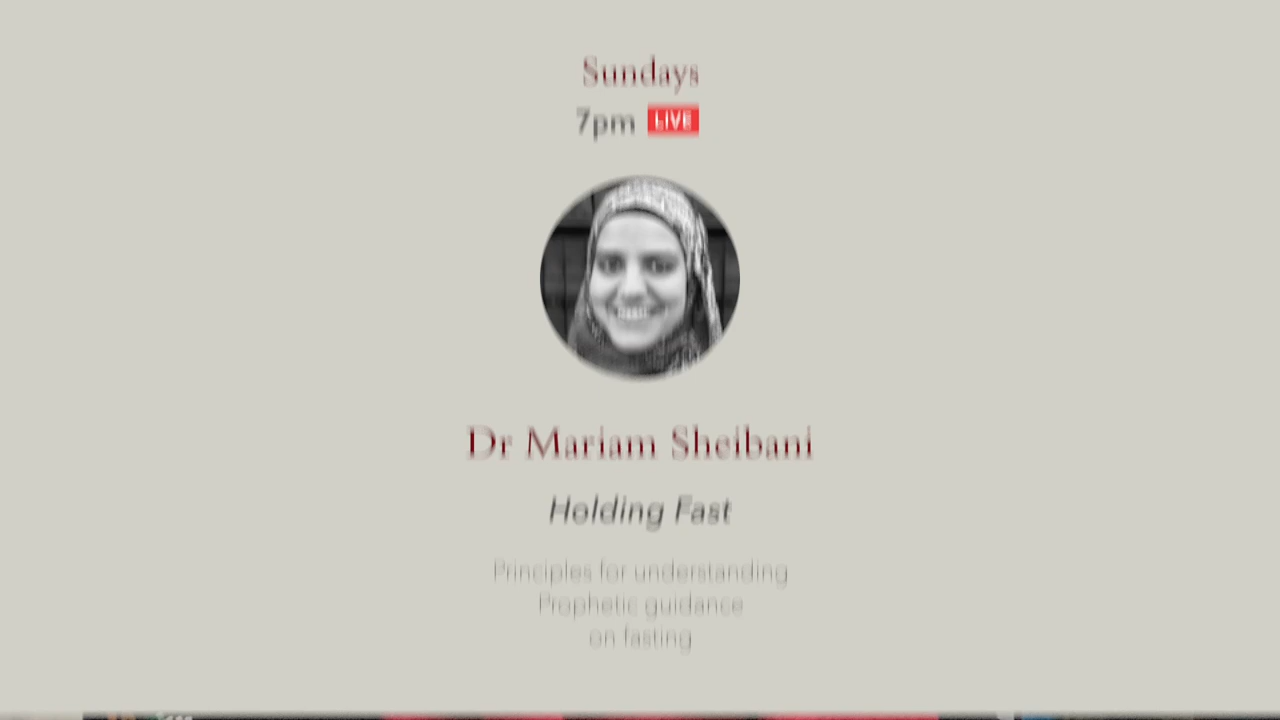 Sundays
7pm LIVE
Dr Mariam Sheibani
Holding Fast
Principles for understanding
Prophetic guidance
on fasting